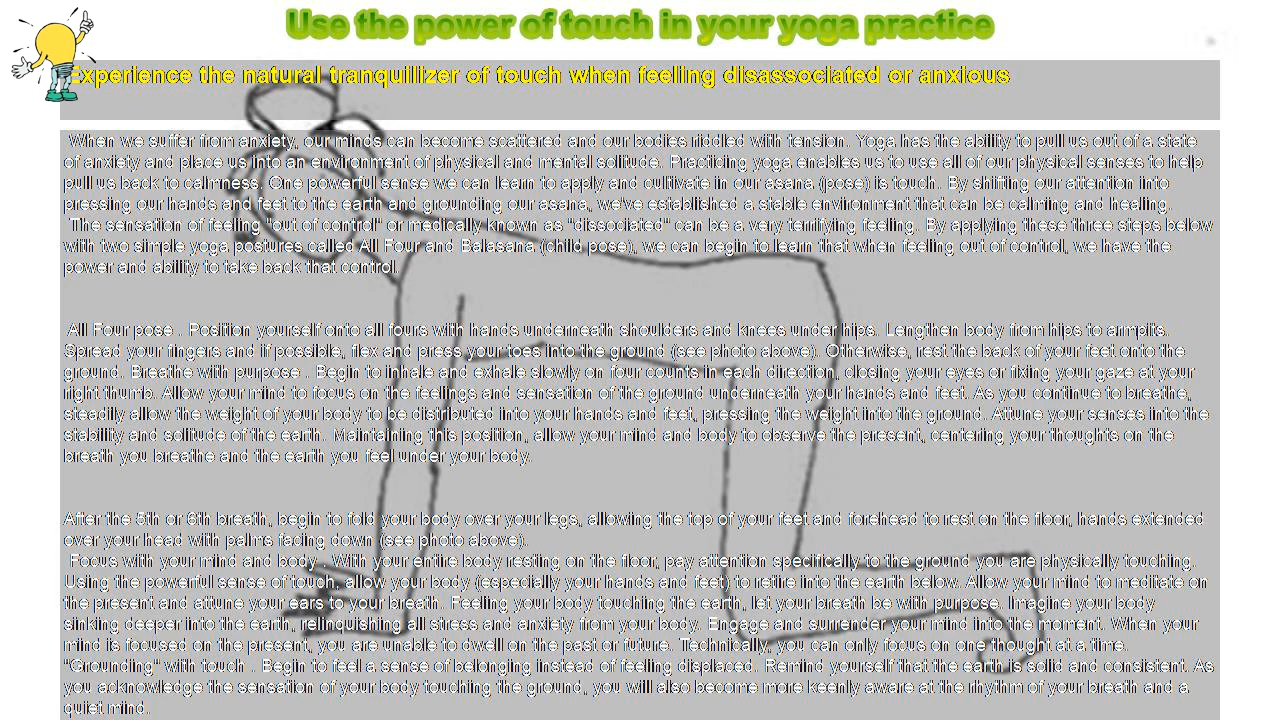 Use the power of touch in your yoga practice
Experience the natural tranquilizer of touch when feeling disassociated or anxious
When we suffer from anxiety, our minds can become scattered and our bodies riddled with tension. Yoga has the ability to pull us out of a state
of anxiety and place us into an environment of physical and mental solitude. Practicing yoga enables us to use all of our physical senses to help
pull us back to calmness. One powerful sense we can learn to apply and cultivate in our asana (pose) is touch. By shifting our attention into
pressing our hands and feet to the earth and grounding our asana, we've established a stable environment that can be calming and healing.
The sensation of feeling "out of control" or medically known as "dissociated" can be a very terrifying feeling. By applying these three steps below
with two simple yoga postures called All Four and Balasana (child pose), we can begin to learn that when feeling out of control, we have the
power and ability to take back that control.
All Four pose . Position yourself onto all fours with hands underneath shoulders and knees under hips. Lengthen body from hips to armpits.
Spread your fingers and if possible, flex and press your toes into the ground (see photo above). Otherwise, rest the back of your feet onto the
ground. Breathe with purpose . Begin to inhale and exhale slowly on four counts in each direction, closing your eyes or fixing your gaze at your
right thumb. Allow your mind to focus on the feelings and sensation of the ground underneath your hands and feet. As you continue to breathe,
steadily allow the weight of your body to be distributed into your hands and feet, pressing the weight into the ground. Attune your senses into the
stability and solitude of the earth. Maintaining this position, allow your mind and body to observe the present, centering your thoughts on the
breath you breathe and the earth you feel under your body.
After the 5th or 6th breath, begin to fold your body over your legs, allowing the top of your feet and forehead to rest on the floor, hands extended
over your head with palms facing down (see photo above).
Focus with your mind and body . With your entire body resting on the floor, pay attention specifically to the ground you are physically touching.
Using the powerful sense of touch, allow your body (especially your hands and feet) to retire into the earth below. Allow your mind to meditate on
the present and attune your ears to your breath. Feeling your body touching the earth, let your breath be with purpose. Imagine your body
sinking deeper into the earth, relinquishing all stress and anxiety from your body. Engage and surrender your mind into the moment. When your
mind is focused on the present, you are unable to dwell on the past or future. Technically, you can only focus on one thought at a time.
"Grounding" with touch . Begin to feel a sense of belonging instead of feeling displaced. Remind yourself that the earth is solid and consistent. As
you acknowledge the sensation of your body touching the ground, you will also become more keenly aware at the rhythm of your breath and a
quiet mind.